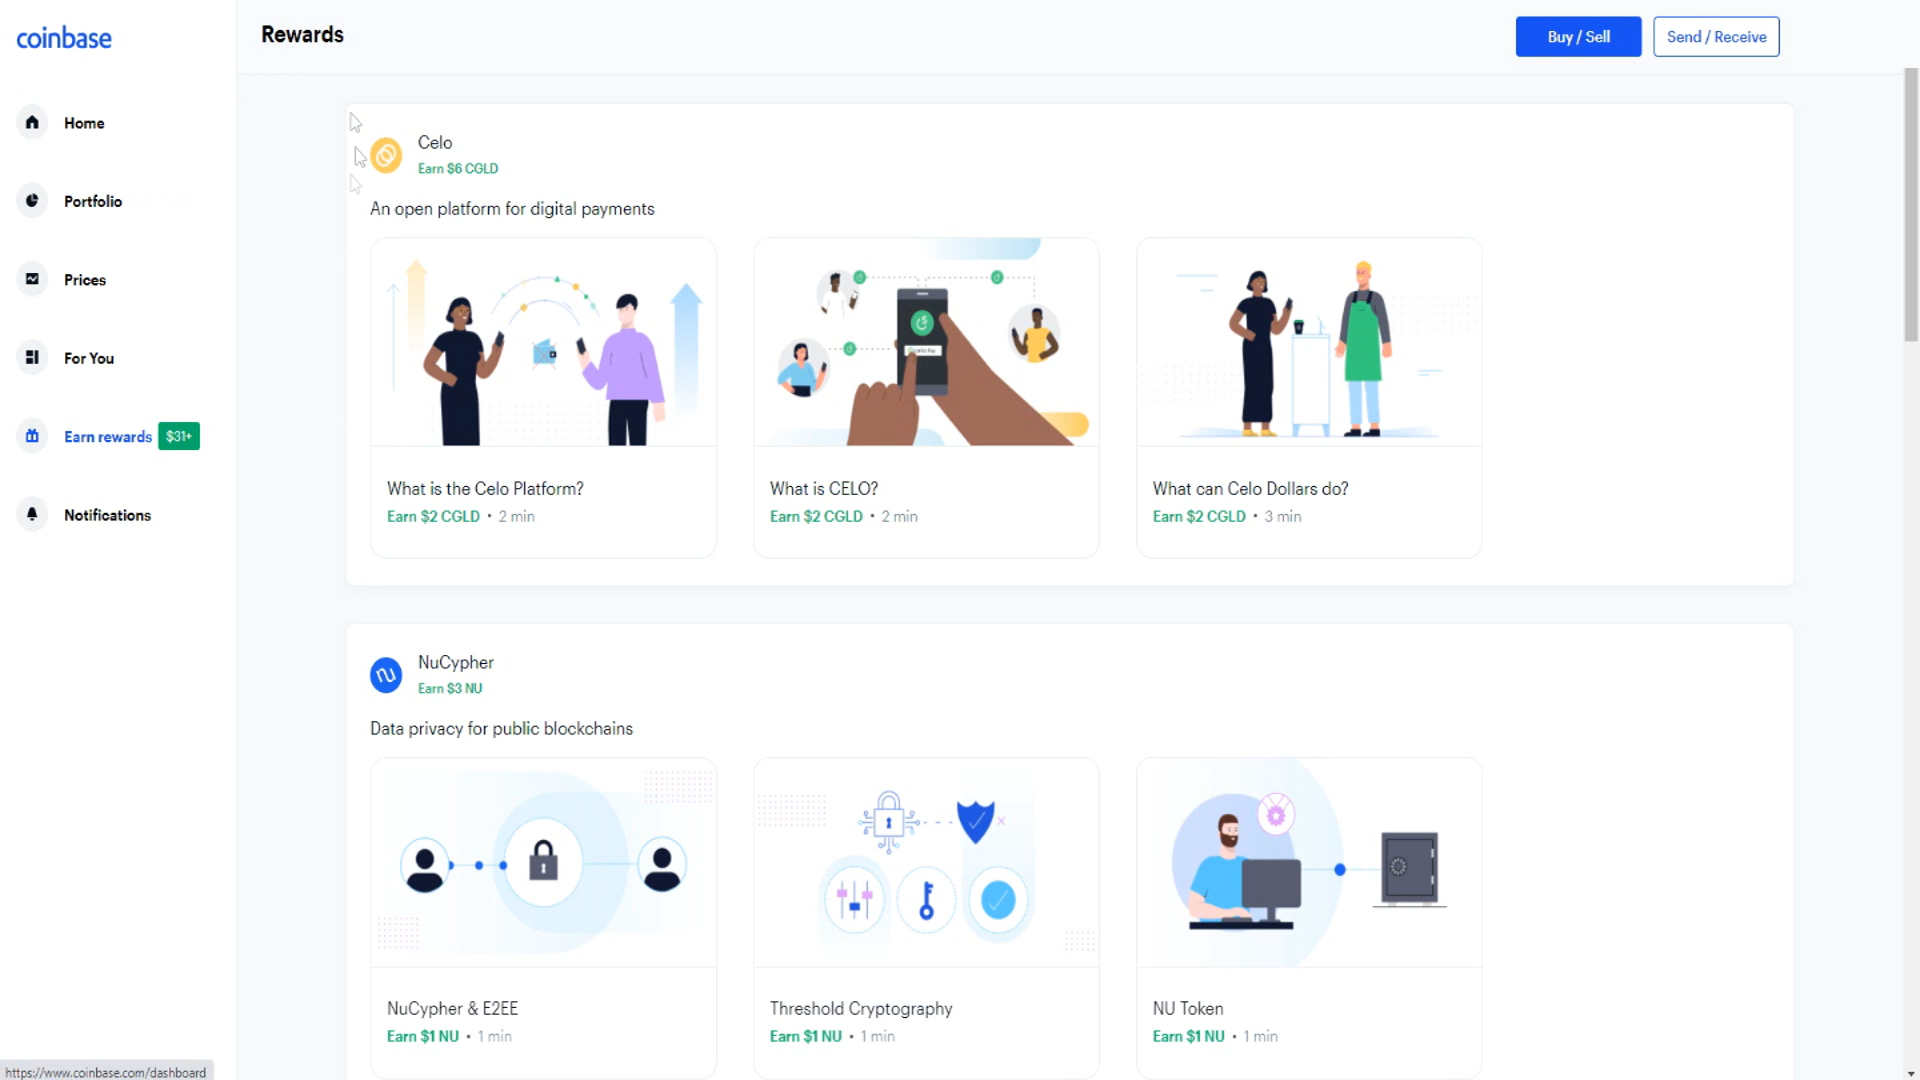 coinbase
Home
Portfolio
Prices
For You
Earn rewards $31+
Notifications
Rewards
Buy / Sell
Send / Receive
Celo
Earn $6 CGLD
An open platform for digital payments
What is the Celo Platform?
Earn $2 CGLD • 2 min
What is CELO?
Earn $2 CGLD • 2 min
What can Celo Dollars do?
Earn $2 CGLD • 3 min
NuCypher
Earn $3 NU
Data privacy for public blockchains
NuCypher & E2EE
Earn $1 NU • 1 min
Threshold Cryptography
Earn $1 NU • 1 min
NU Token
Earn $1 NU • 1 min
https://www.coinbase.com/dashboard